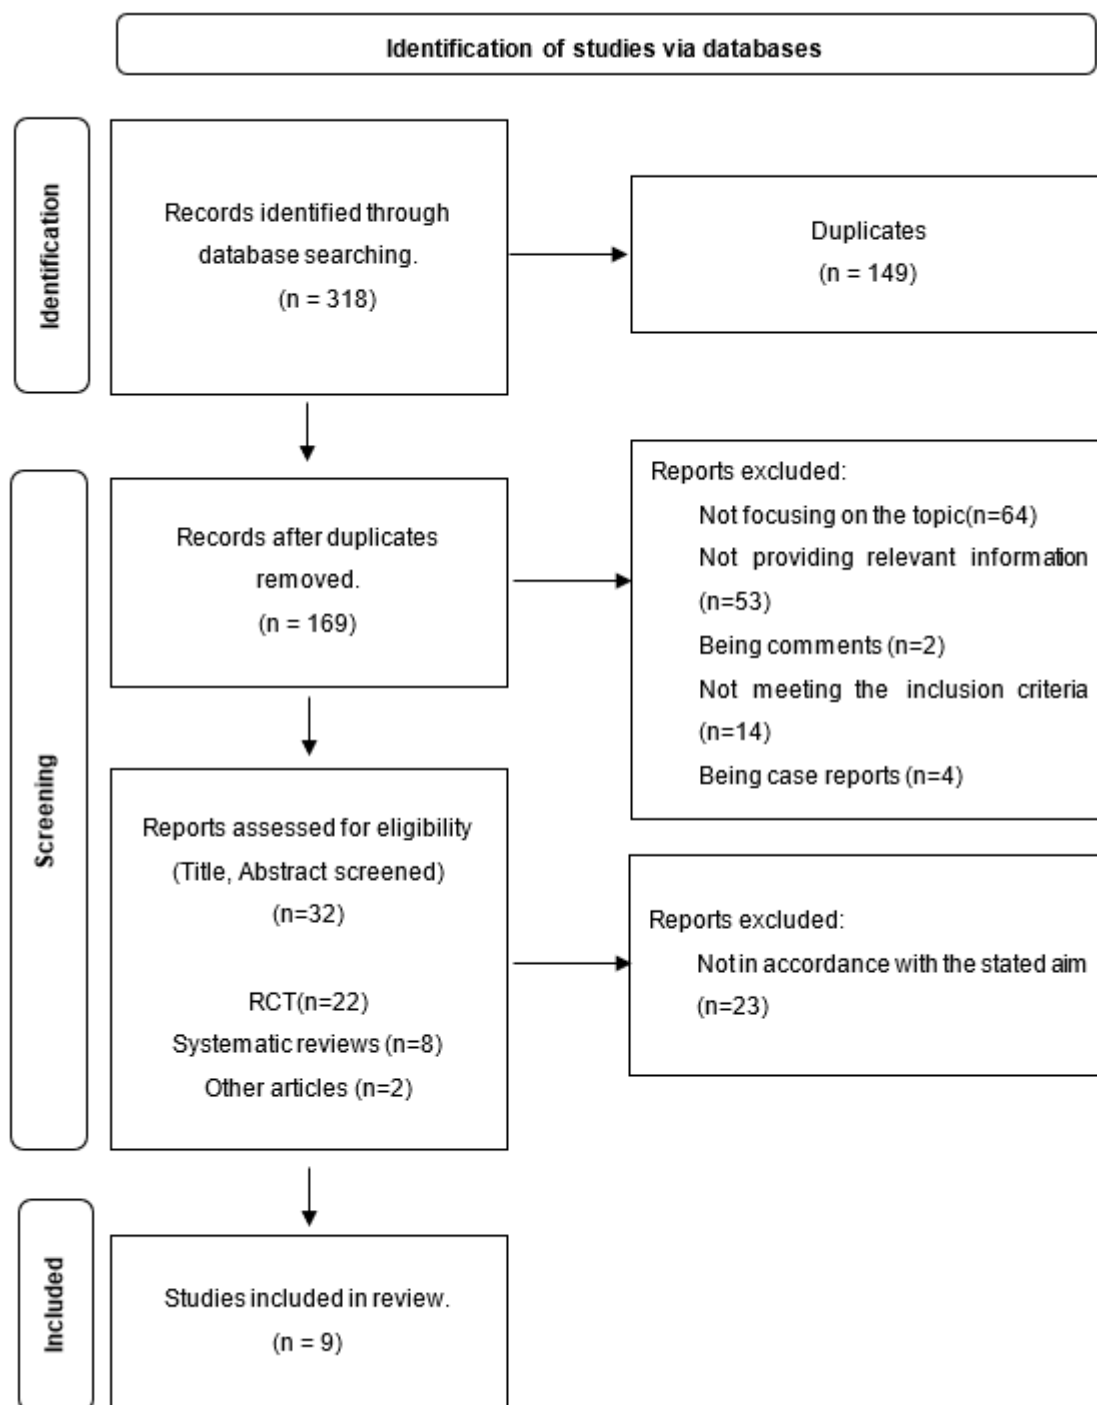 Identification of studies via databases
Identification
Records identified through
database searching.
(n = 318)
Duplicates
(n = 149)
Screening
Records after duplicates
removed.
(n = 169)
Reports excluded:
Not focusing on the topic(n=64)
Not providing relevant information
(n=53)
Being comments (n=2)
Not meeting the inclusion criteria
(n=14)
Being case reports (n=4)
Reports assessed for eligibility
(Title, Abstract screened)
(n=32)
RCT(n=22)
Systematic reviews (n=8)
Other articles (n=2)
Reports excluded:
Not in accordance with the stated aim
(n=23)
Included
Studies included in review.
(n = 9)